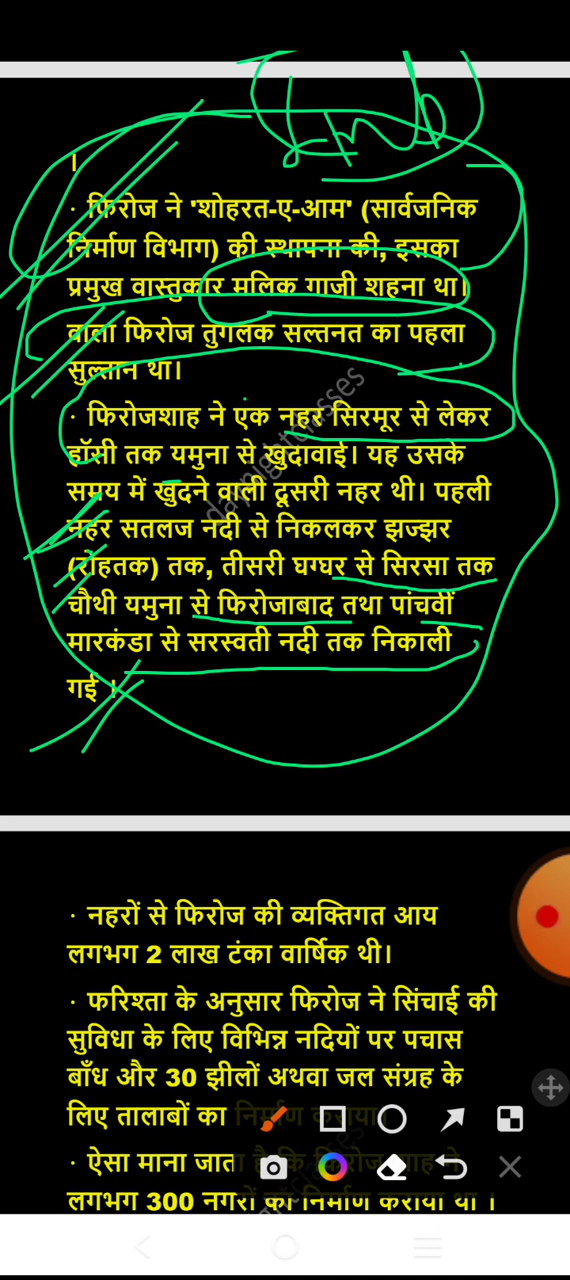 Imb
।
· फिरोज ने 'शोहरत-ए-आम' (सार्वजनिक
निर्माण विभाग) की स्थापना की, इसका
प्रमुख वास्तुकार मलिक गाजी शहना था।
वाला फिरोज तुगलक सल्तनत का पहला
सुल्तान था।
· फिरोजशाह ने एक नहर सिरमूर से लेकर
हॉसी तक यमुना से खुदावाई। यह उसके
समय में खुदने वाली दूसरी नहर थी। पहली
नहर सतलज नदी से निकलकर झज्झर
(रोहतक) तक, तीसरी घग्घर से सिरसा तक
चौथी यमुना से फिरोजाबाद तथा पांचवीं
मारकंडा से सरस्वती नदी तक निकाली
गई ।
daynightclasses
· नहरों से फिरोज की व्यक्तिगत आय
लगभग 2 लाख टंका वार्षिक थी।
· फरिश्ता के अनुसार फिरोज ने सिंचाई की
सुविधा के लिए विभिन्न नदियों पर पचास
बाँध और 30 झीलों अथवा जल संग्रह के
लिए तालाबों का निर्माण कराया।
· ऐसा माना जाता है कि फिरोज शाह ने
लगभग 300 नगरों का निर्माण कराया था ।